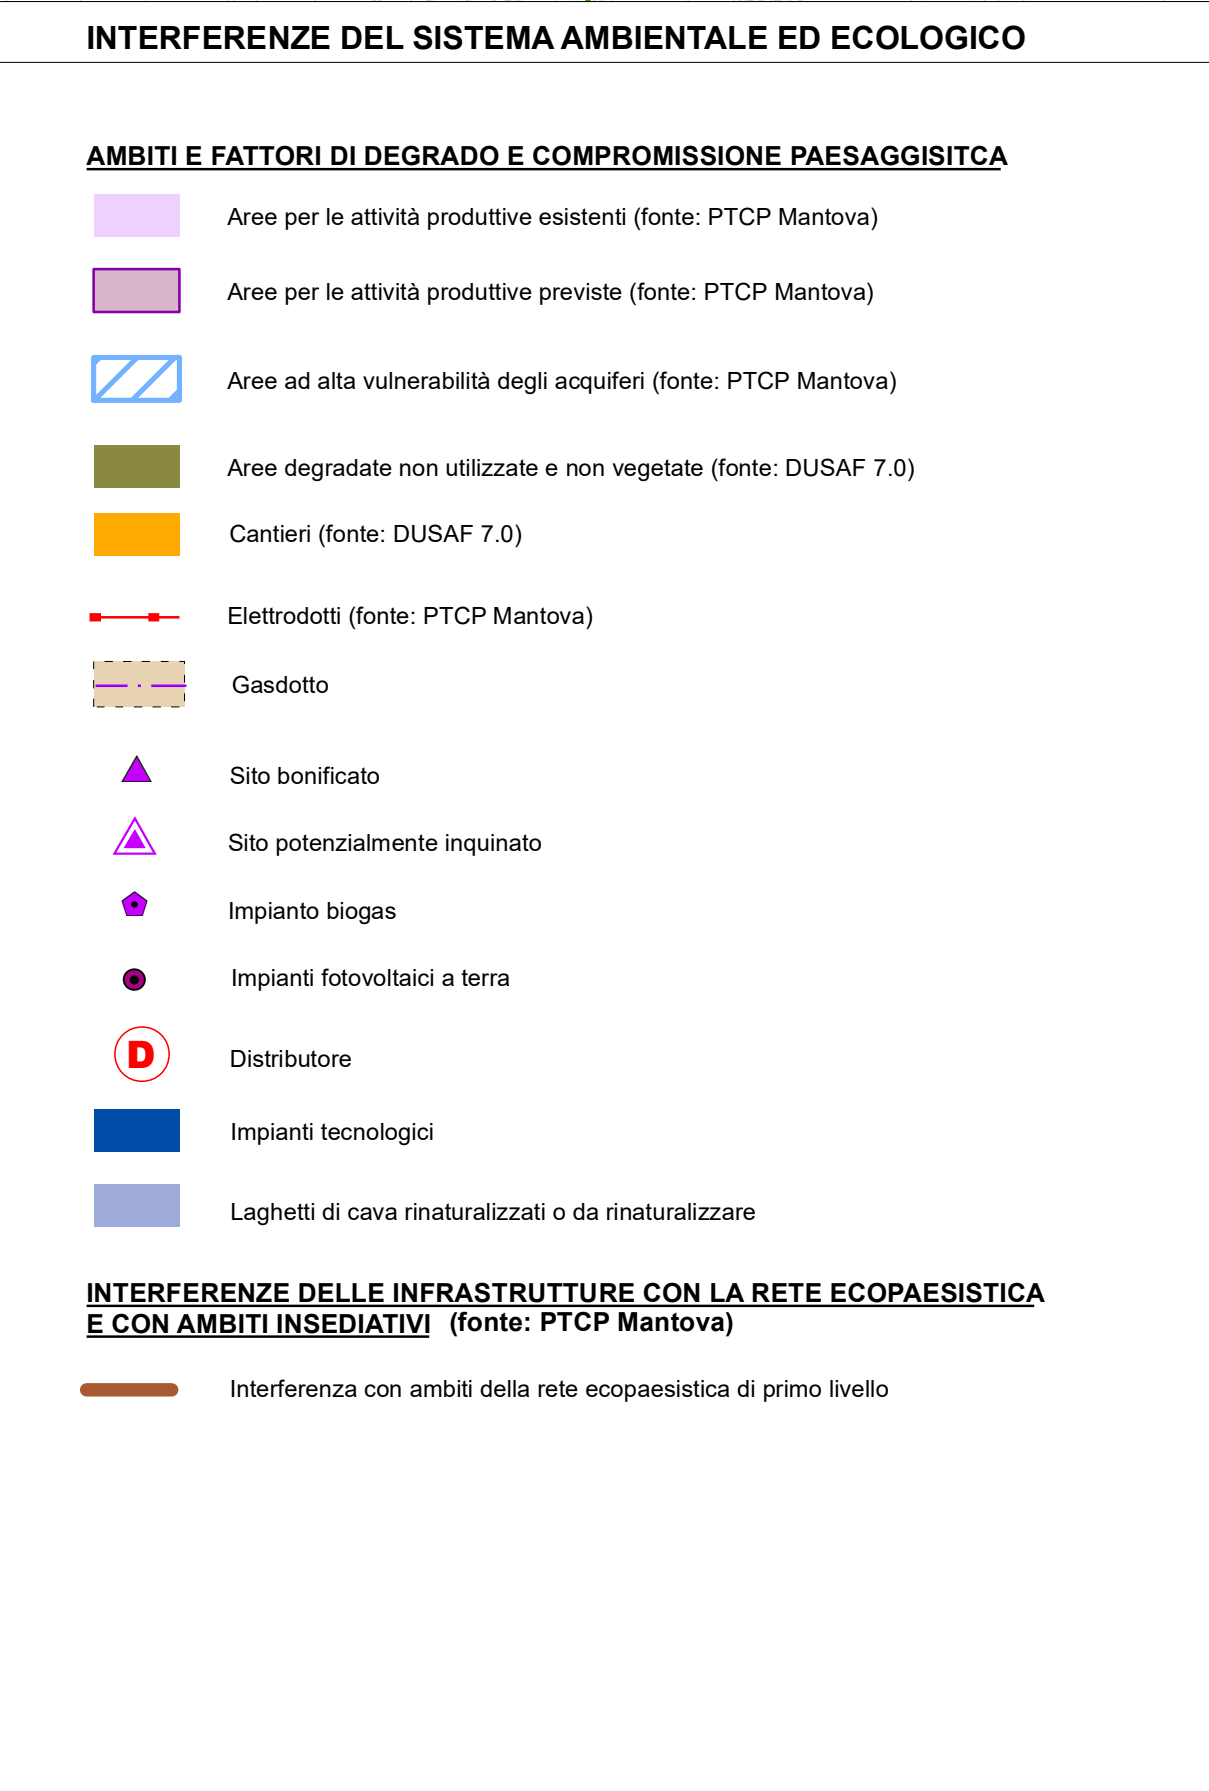 INTERFERENZE DEL SISTEMA AMBIENTALE ED ECOLOGICO
AMBITI E FATTORI DI DEGRADO E COMPROMISSIONE PAESAGGISITCA
Aree per le attività produttive esistenti (fonte: PTCP Mantova)
Aree per le attività produttive previste (fonte: PTCP Mantova)
Aree ad alta vulnerabilità degli acquiferi (fonte: PTCP Mantova)
Aree degradate non utilizzate e non vegetate (fonte: DUSAF 7.0)
Cantieri (fonte: DUSAF 7.0)
Elettrodotti (fonte: PTCP Mantova)
Gasdotto
Sito bonificato
Sito potenzialmente inquinato
Impianto biogas
Impianti fotovoltaici a terra
D Distributore
Impianti tecnologici
Laghetti di cava rinaturalizzati o da rinaturalizzare
INTERFERENZE DELLE INFRASTRUTTURE CON LA RETE ECOPAESISTICA
E CON AMBITI INSEDIATIVI (fonte: PTCP Mantova)
Interferenza con ambiti della rete ecopaesistica di primo livello